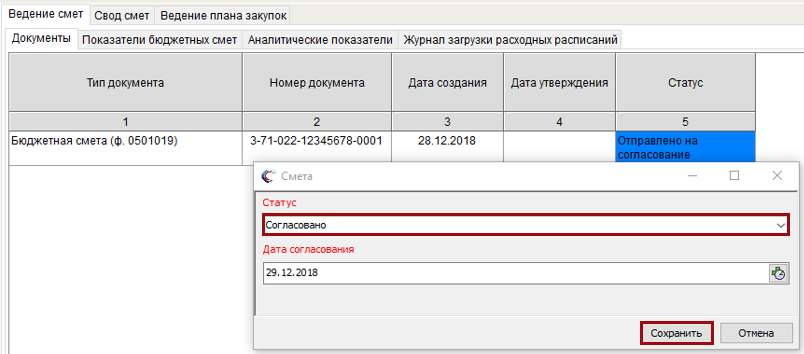 Ведение смет Свод смет Ведение плана закупок
Документы Показатели бюджетных смет Аналитические показатели Журнал загрузки расходных расписаний
Тип документа Номер документа Дата создания Дата утверждения Статус
1 2 3 4 5
Бюджетная смета (ф. 0501019) 3-71-022-12345678-0001 28.12.2018 Отправлено на
согласование
Смета
Статус
Согласовано
Дата согласования
29.12.2018
Сохранить Отмена